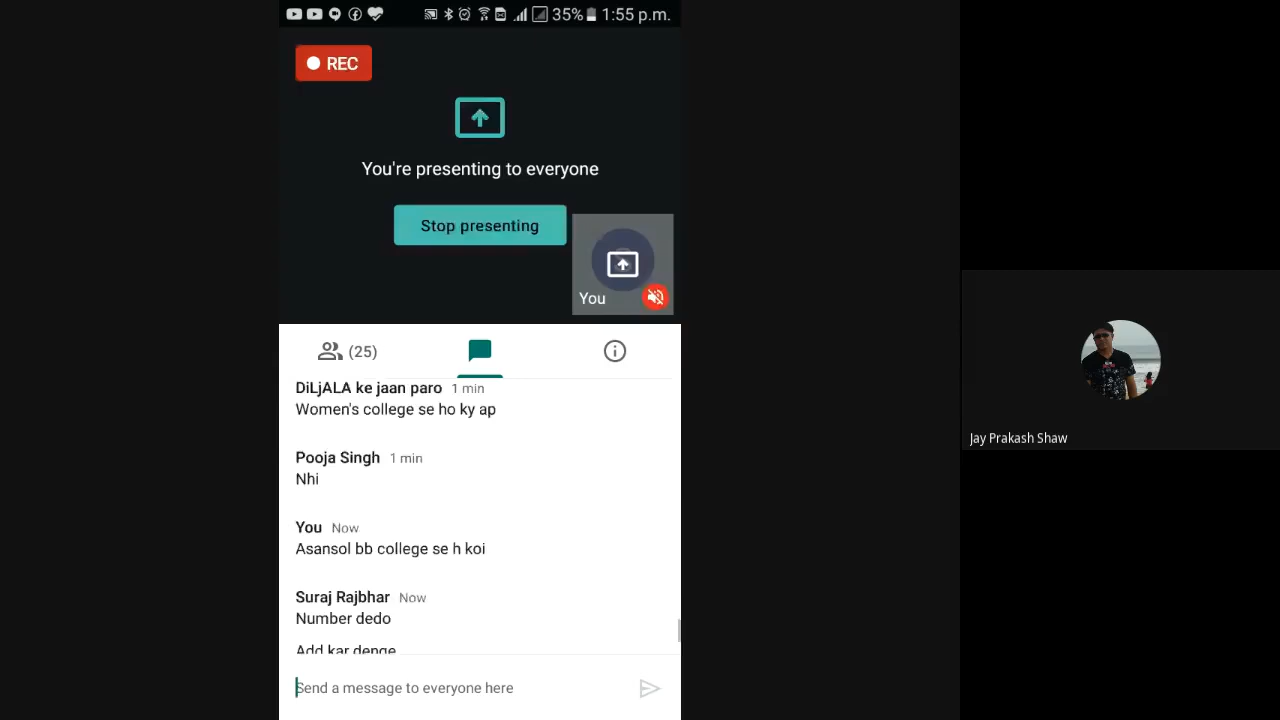 35% 1:55 p.m.
REC
You're presenting to everyone
Stop presenting
You
(25)
DiLjALA ke jaan paro 1 min
Women's college se ho ky ap
Pooja Singh 1 min
Nhi
You Now
Asansol bb college se h koi
Suraj Rajbhar Now
Number dedo
Add kar denge
Send a message to everyone here
Jay Prakash Shaw